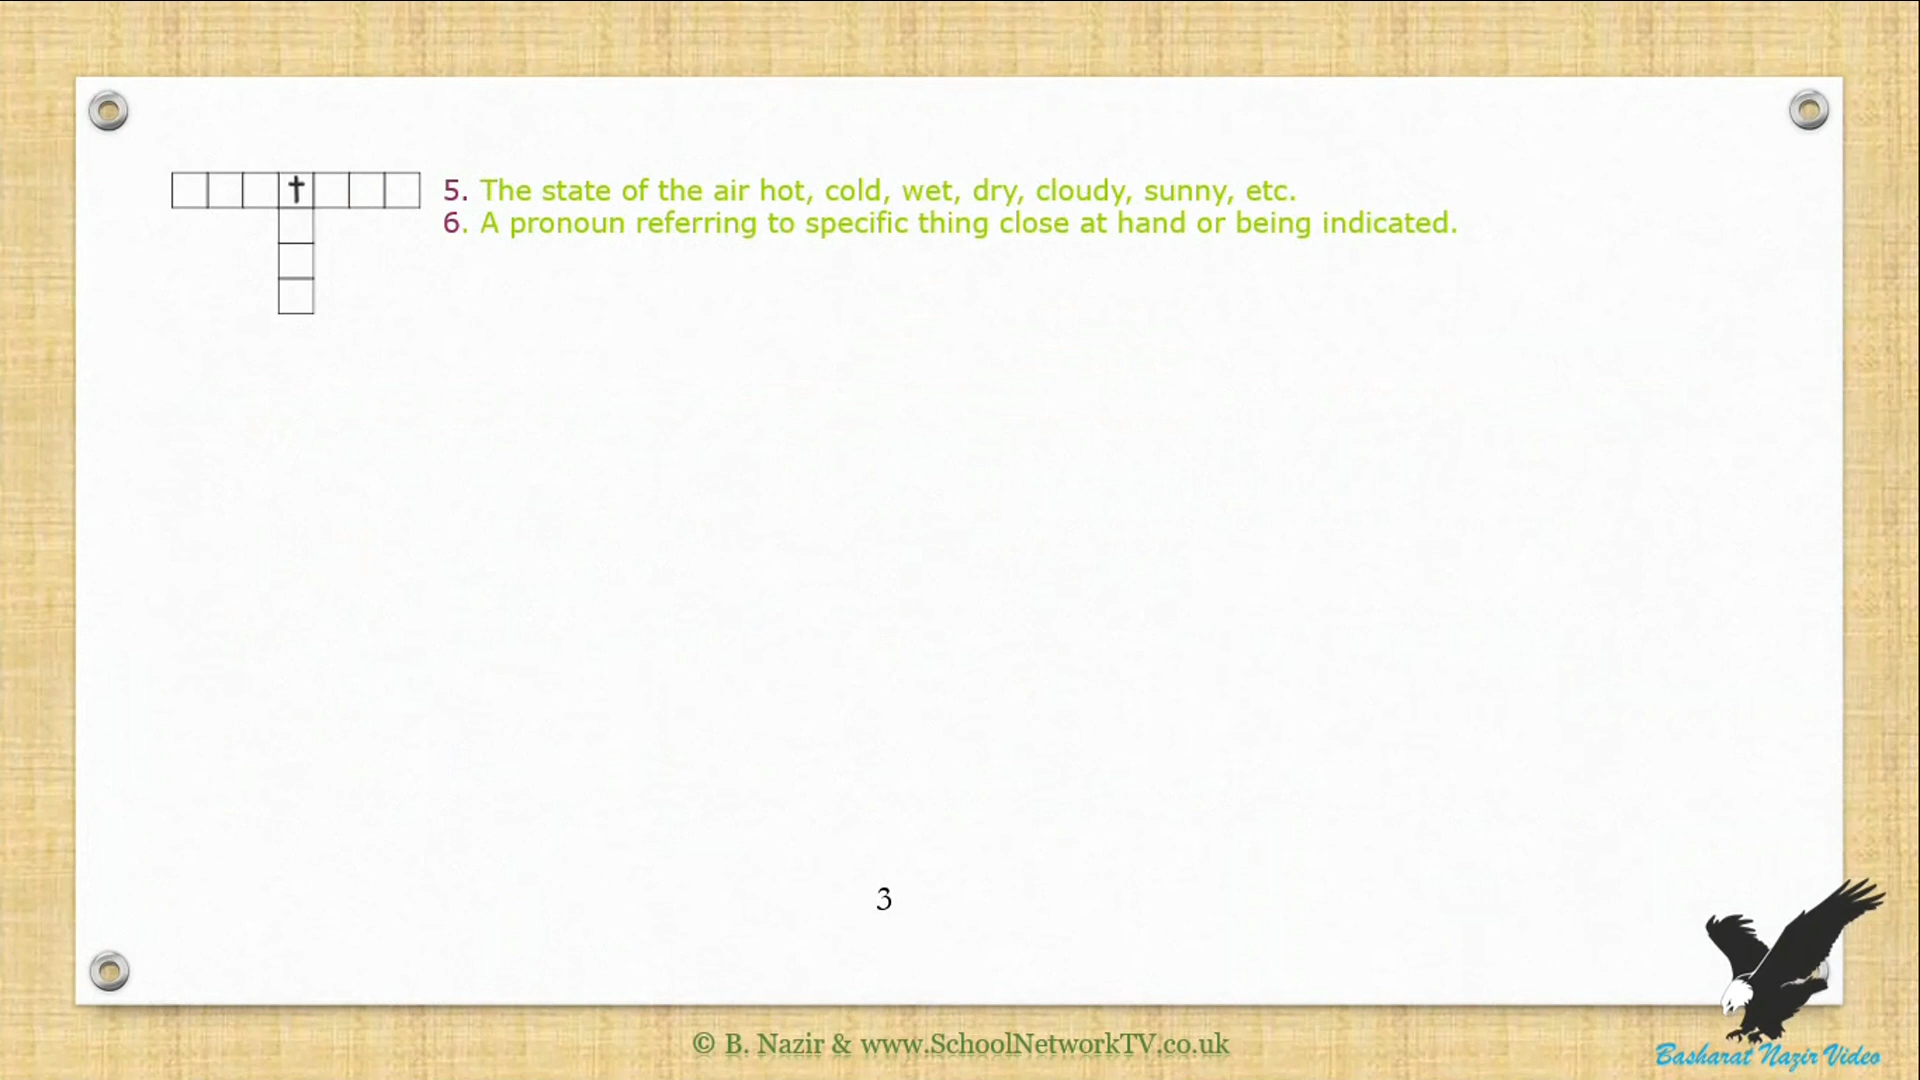 t
5. The state of the air hot, cold, wet, dry, cloudy, sunny, etc.
6. A pronoun referring to specific thing close at hand or being indicated.
3
© B. Nazir & www.SchoolNetworkTV.co.uk
Basharat Nazir Video